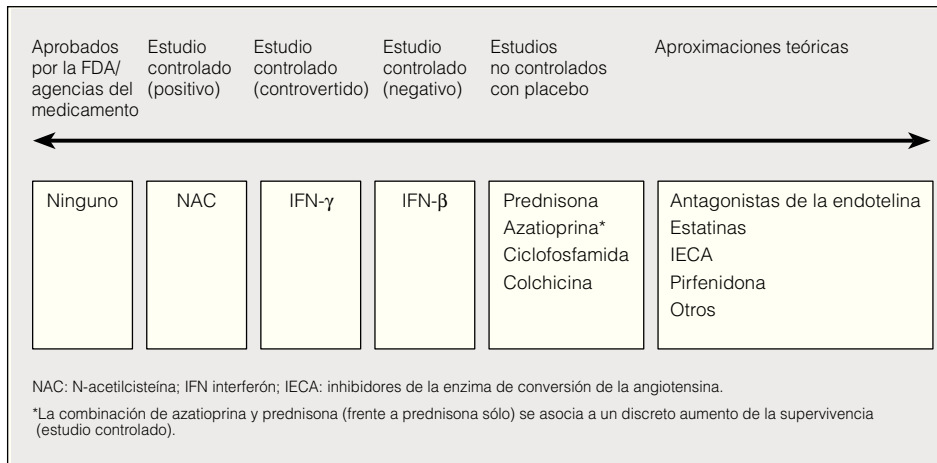 Aprobados
por la FDA/
agencias del
medicamento
Estudio
controlado
(positivo)
Estudio
controlado
(controvertido)
Estudio
controlado
(negativo)
Estudios
no controlados
con placebo
Aproximaciones teóricas
Ninguno
NAC
IFN-γ
IFN-β
Prednisona
Azatioprina*
Ciclofosfamida
Colchicina
Antagonistas de la endotelina
Estatinas
IECA
Pirfenidona
Otros
NAC: N-acetilcisteína; IFN interferón; IECA: inhibidores de la enzima de conversión de la angiotensina.
*La combinación de azatioprina y prednisona (frente a prednisona sólo) se asocia a un discreto aumento de la supervivencia
(estudio controlado).